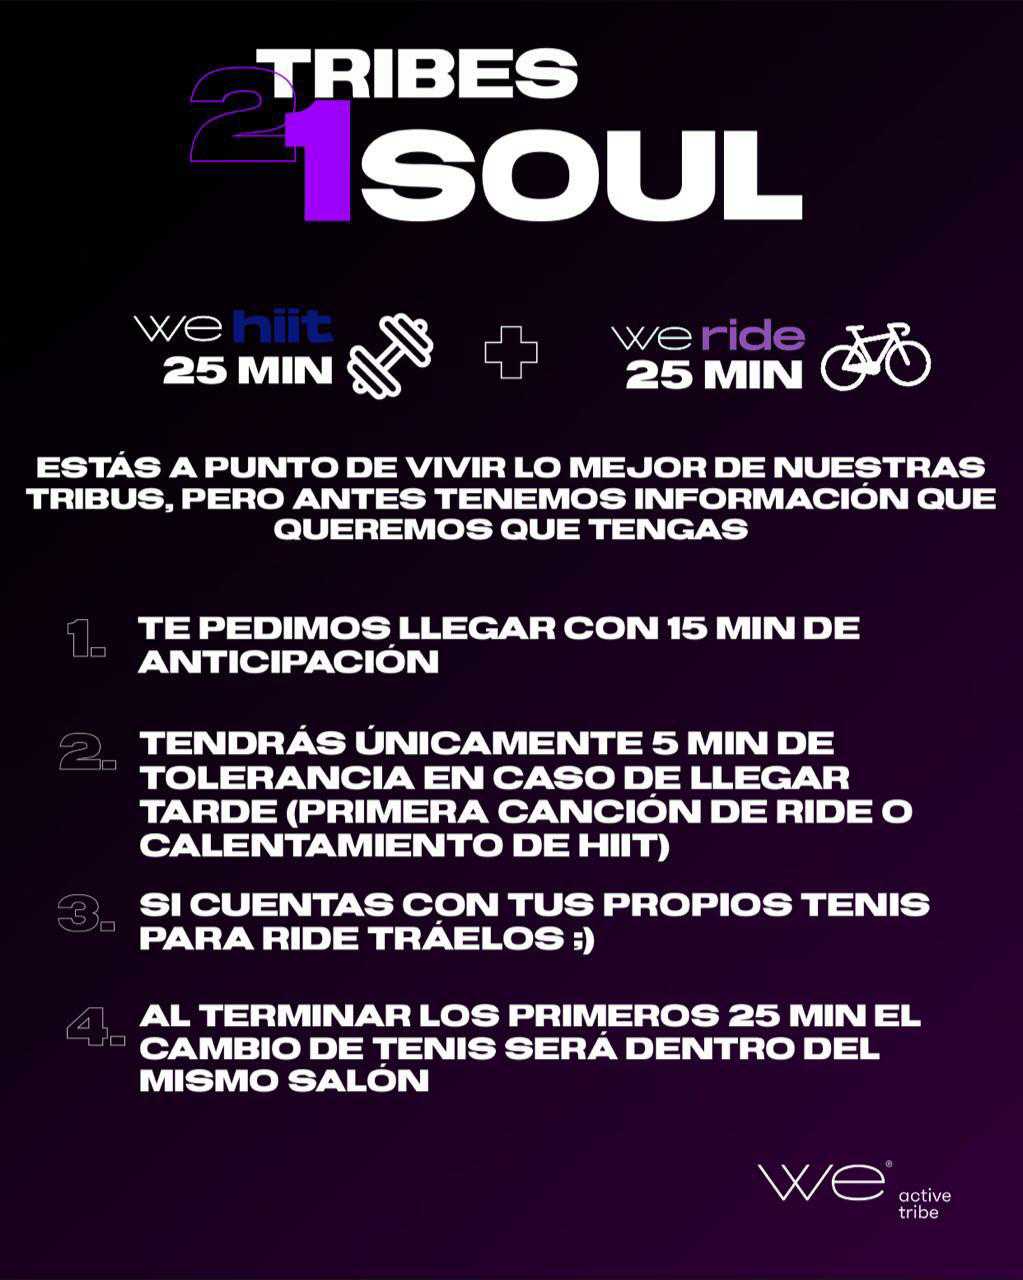 2 TRIBES
1 SOUL
we hiit
25 MIN
we ride
25 MIN
ESTÁS A PUNTO DE VIVIR LO MEJOR DE NUESTRAS
TRIBUS, PERO ANTES TENEMOS INFORMACIÓN QUE
QUEREMOS QUE TENGAS
1. TE PEDIMOS LLEGAR CON 15 MIN DE
ANTICIPACIÓN
2. TENDRÁS ÚNICAMENTE 5 MIN DE
TOLERANCIA EN CASO DE LLEGAR
TARDE (PRIMERA CANCIÓN DE RIDE O
CALENTAMIENTO DE HIIT)
3. SI CUENTAS CON TUS PROPIOS TENIS
PARA RIDE TRÁELOS ;)
4. AL TERMINAR LOS PRIMEROS 25 MIN EL
CAMBIO DE TENIS SERÁ DENTRO DEL
MISMO SALÓN
we®
active
tribe